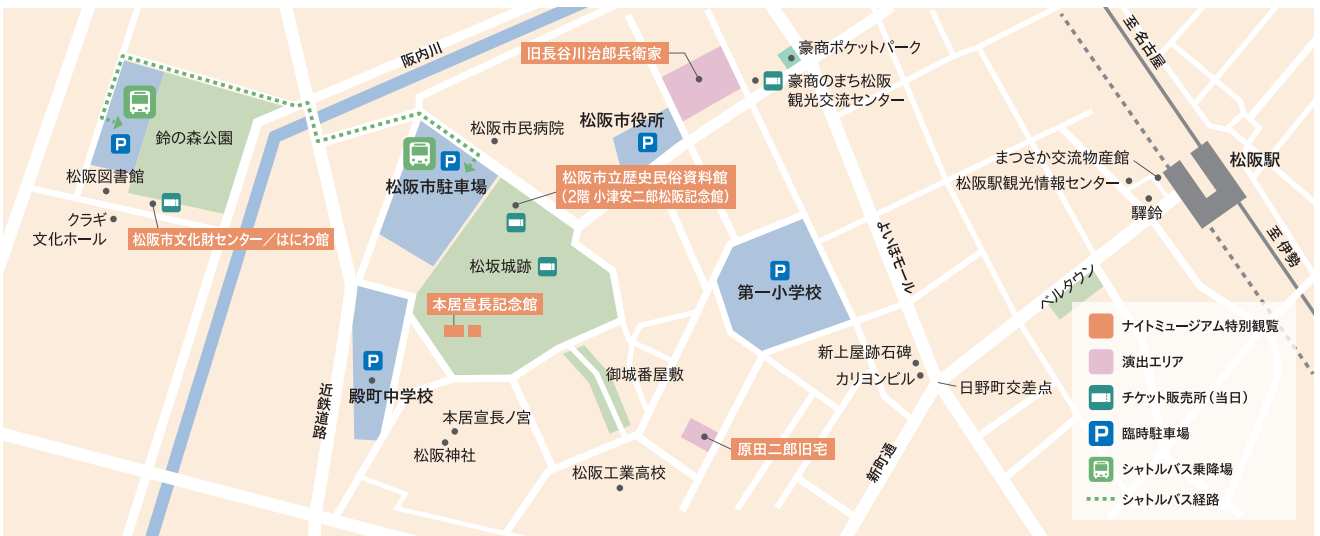 阪内川
旧長谷川治郎兵衛家
豪商ポケットパーク
豪商のまち松阪
観光交流センター
至名古屋
鈴の森公園
P
松阪図書館
クラギ
文化ホール
松阪市文化財センター／はにわ館
松阪市民病院
P
松阪市駐車場
松阪市役所
P
松阪市立歴史民俗資料館
（2階 小津安二郎松阪記念館）
松坂城跡
本居宣長記念館
まつさか交流物産館
松阪駅観光情報センター
驛鈴
松阪駅
至伊勢
よいほモール
P
第一小学校
ベルタウン
P
殿町中学校
近鉄道路
本居宣長ノ宮
松阪神社
御城番屋敷
松阪工業高校
原田二郎旧宅
新上屋跡石碑
カリヨンビル
日野町交差点
新町通
ナイトミュージアム特別観覧
演出エリア
チケット販売所（当日）
P 臨時駐車場
シャトルバス乗降場
シャトルバス経路